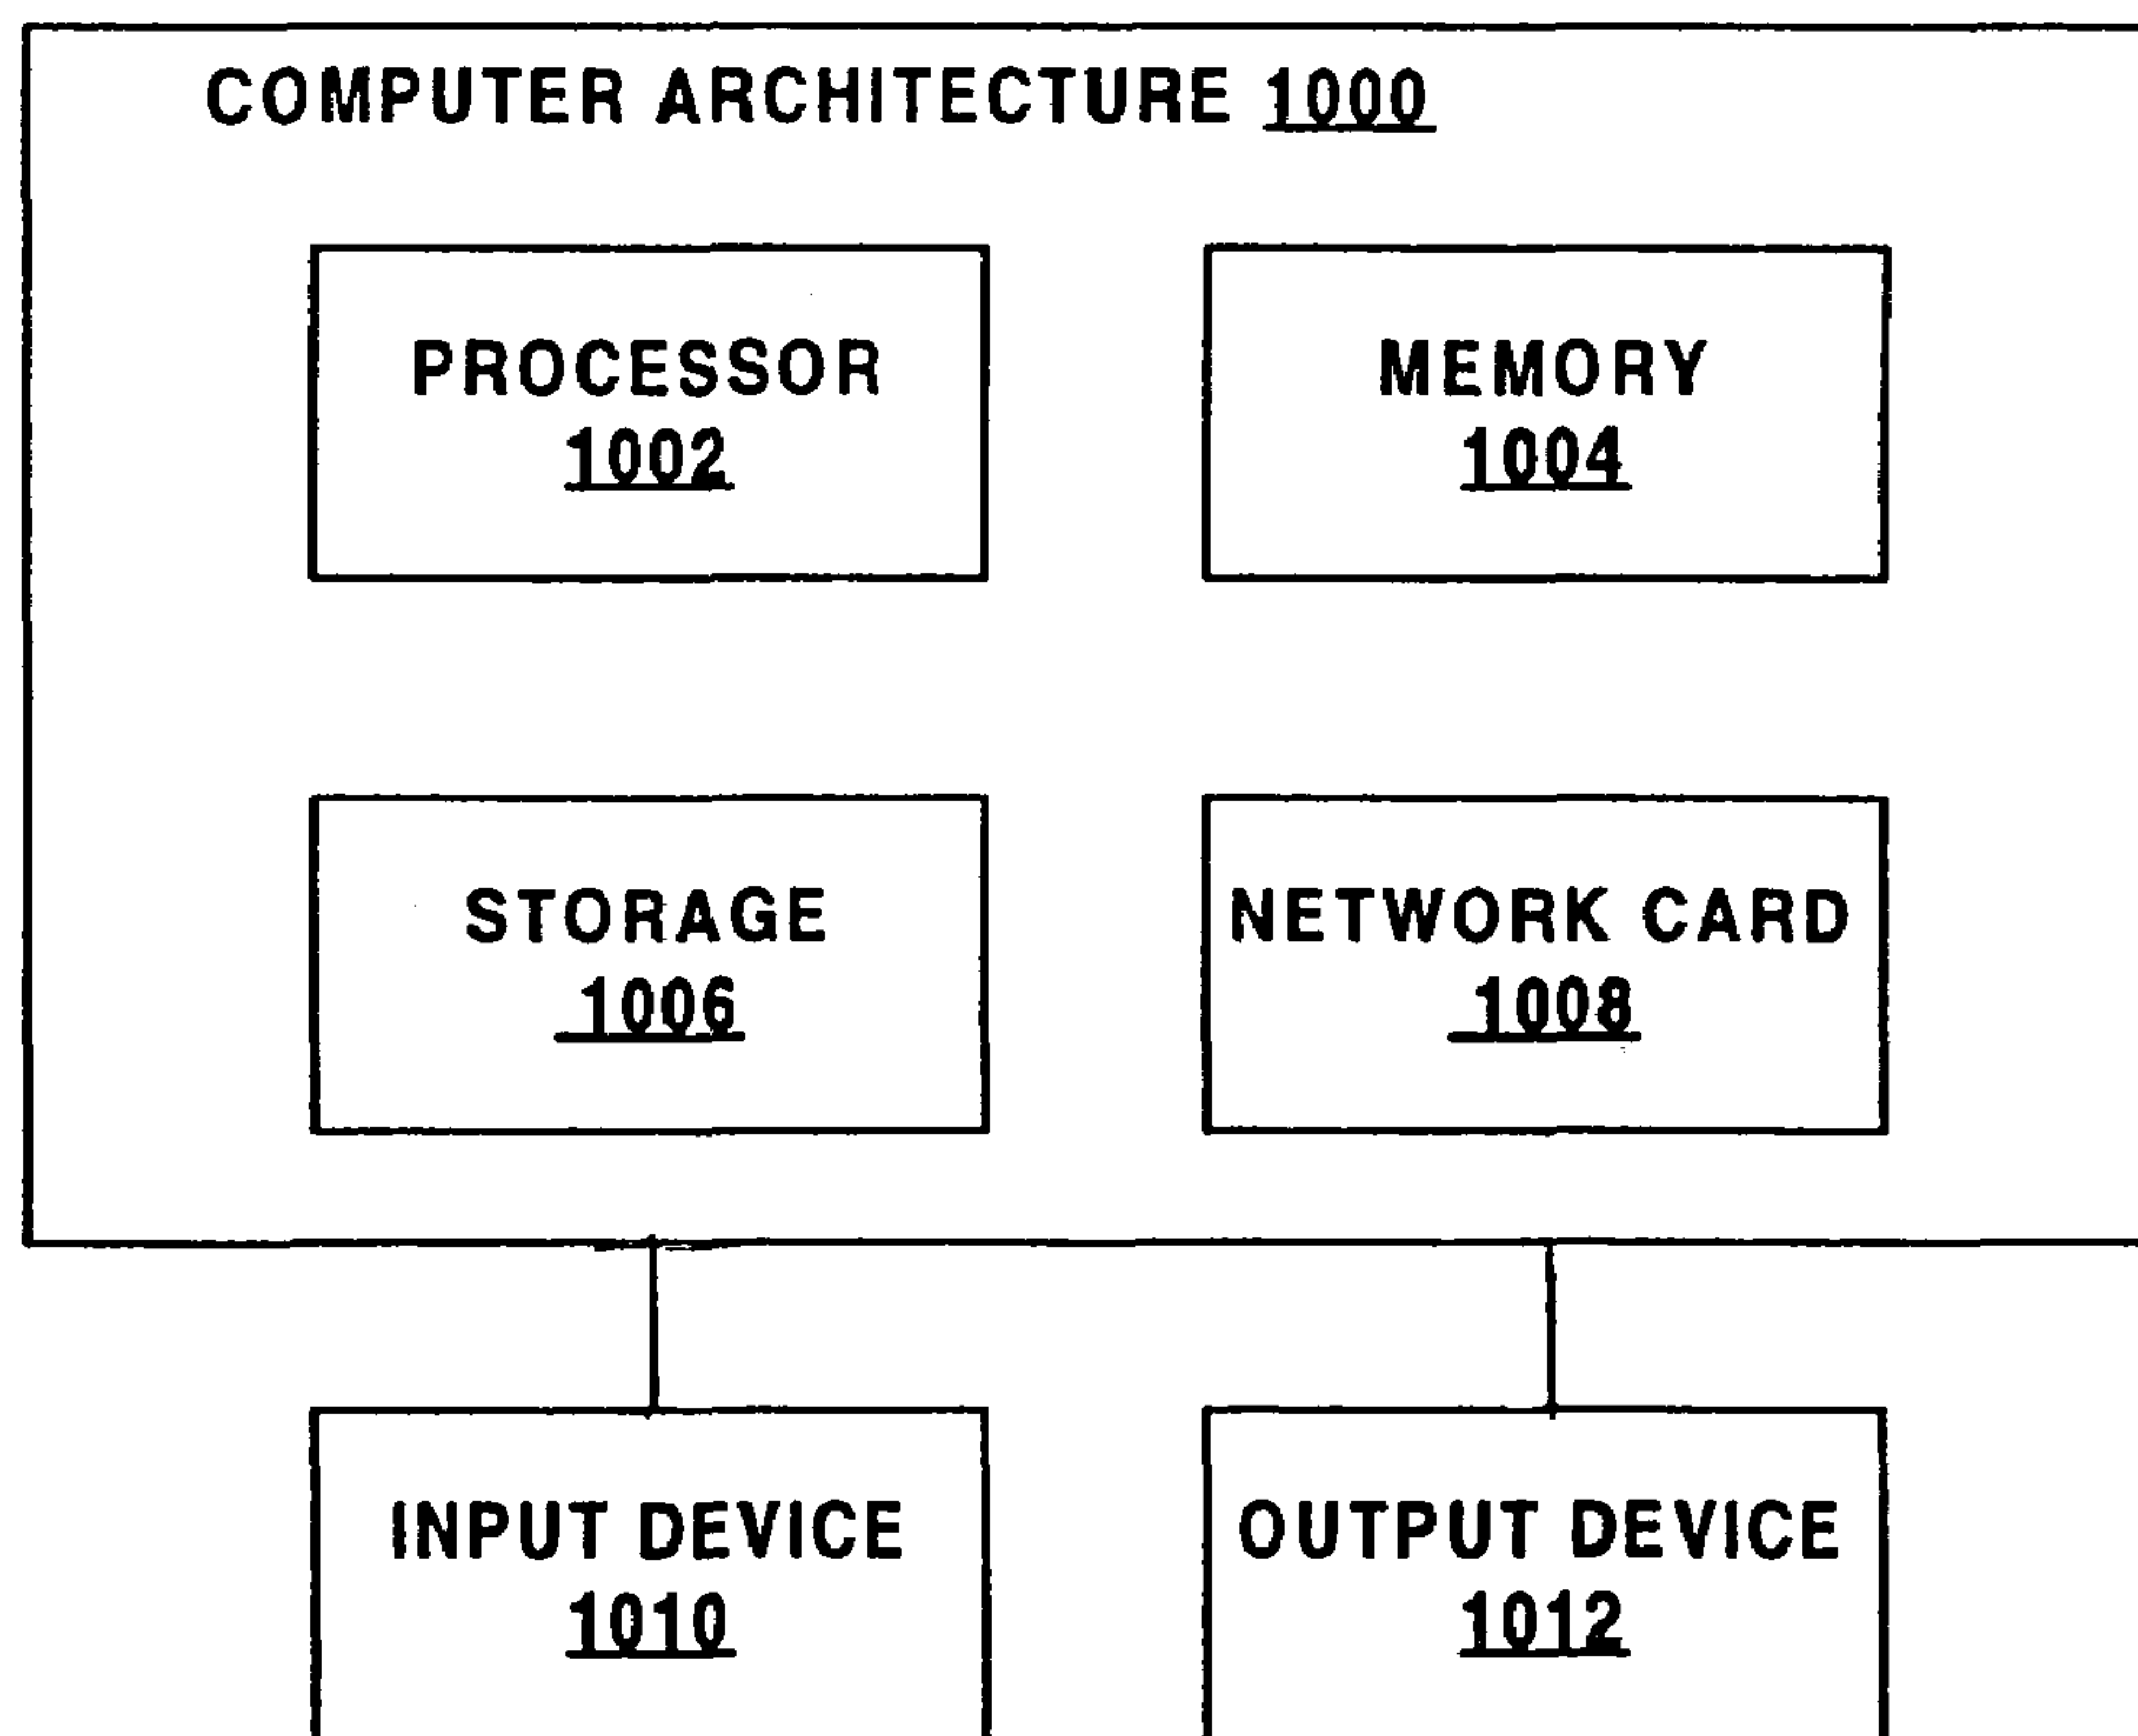 COMPUTER ARCHITECTURE 1000
PROCESSOR
1002
MEMORY
1004
STORAGE
1006
NETWORK CARD
1008
INPUT DEVICE
1010
OUTPUT DEVICE
1012